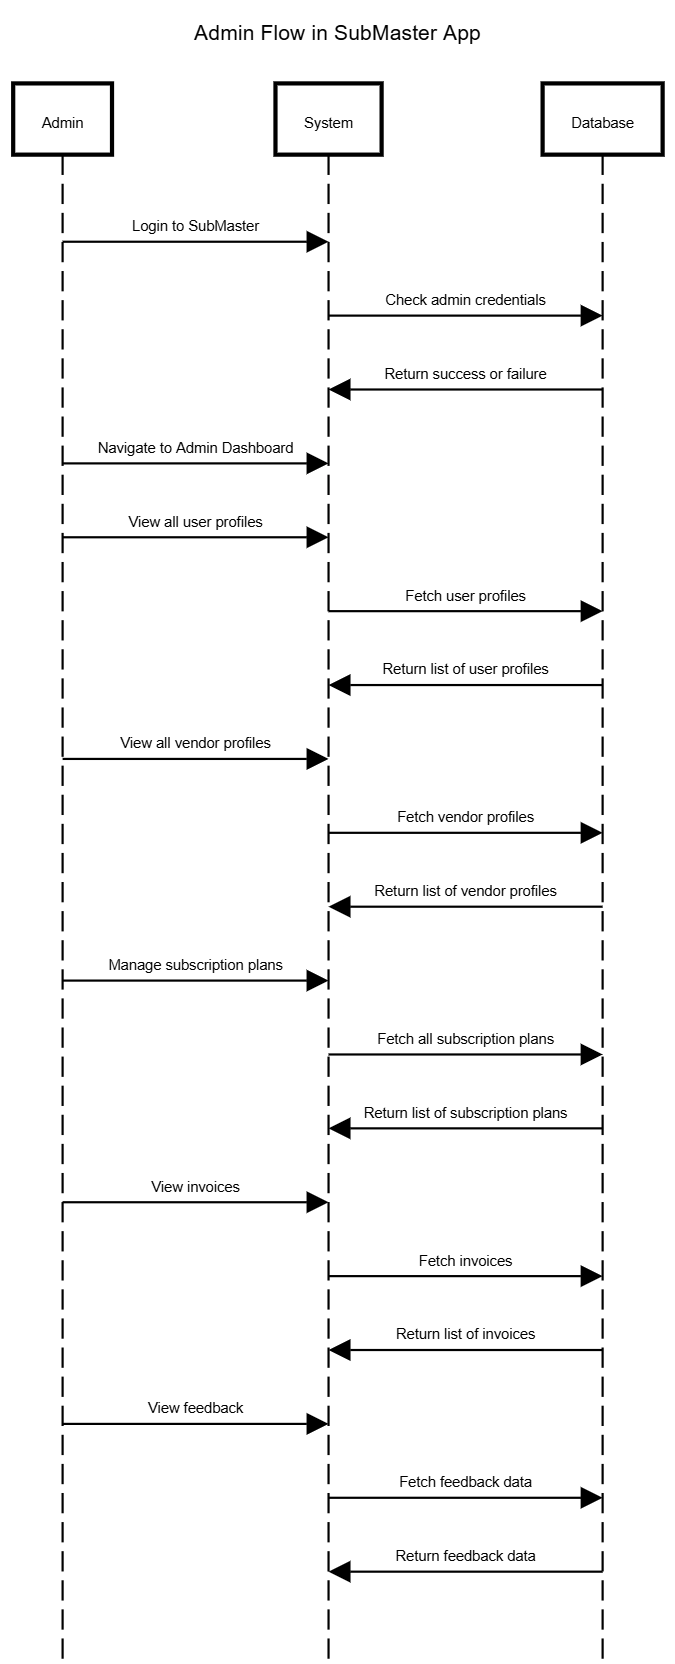 Admin Flow in SubMaster App
Admin
System
Database
Login to SubMaster
Check admin credentials
Return success or failure
Navigate to Admin Dashboard
View all user profiles
Fetch user profiles
Return list of user profiles
View all vendor profiles
Fetch vendor profiles
Return list of vendor profiles
Manage subscription plans
Fetch all subscription plans
Return list of subscription plans
View invoices
Fetch invoices
Return list of invoices
View feedback
Fetch feedback data
Return feedback data